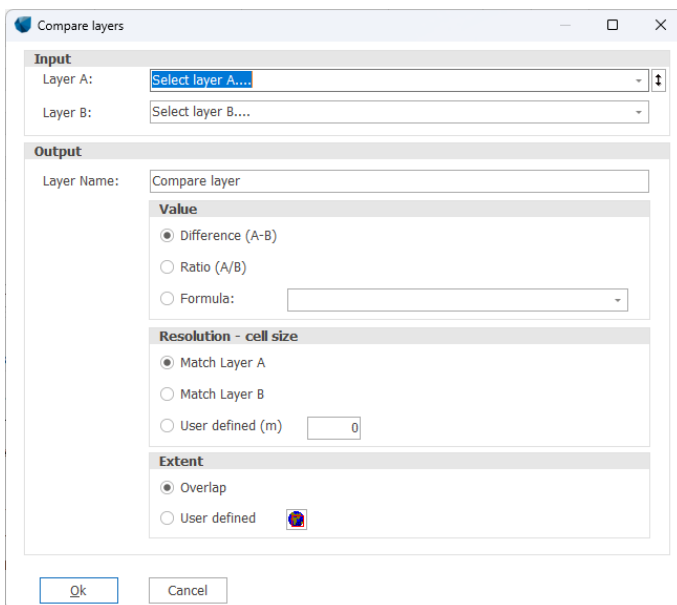 Compare layers
Input
Layer A: Select layer A....
Layer B: Select layer B....
Output
Layer Name: Compare layer
Value
Difference (A-B)
Ratio (A/B)
Formula:
Resolution - cell size
Match Layer A
Match Layer B
User defined (m) 0
Extent
Overlap
User defined
Ok Cancel